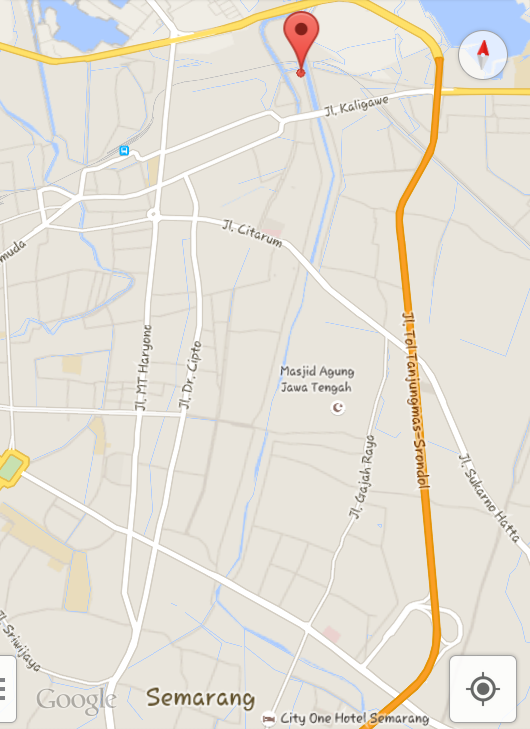 Jl. Kaligawe
Jl. Citarum
muda
Jl. MT Haryono
Jl. Dr. Cipto
Masjid Agung
Jawa Tengah
Jl. Tol Tanjungmas-Srondol
Jl. Gajah Raya
Jl. Sukarno Hatta
Jl. Sriwijaya
Google
Semarang
City One Hotel Semarang